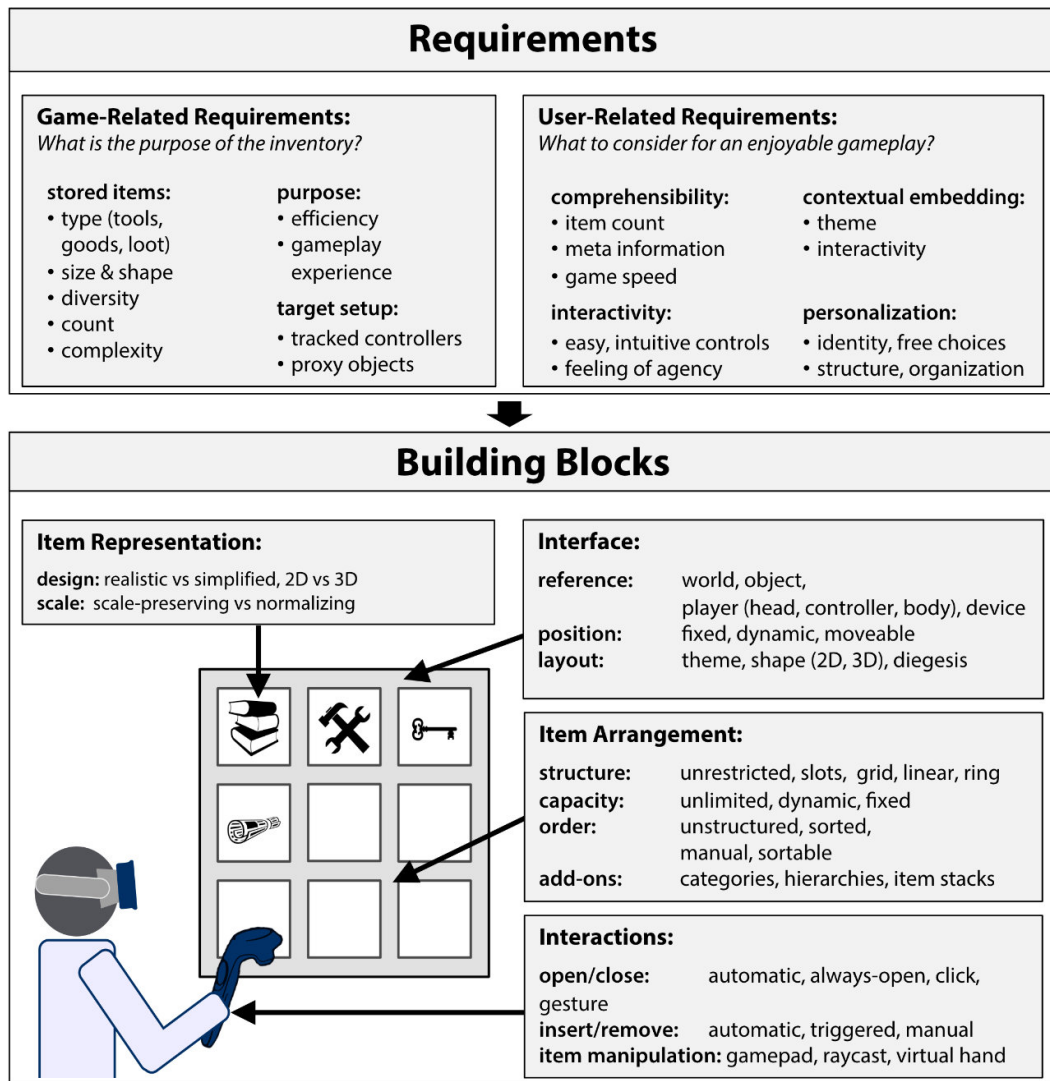 Requirements
Game-Related Requirements:
What is the purpose of the inventory?
stored items:
• type (tools,
goods, loot)
• size & shape
• diversity
• count
• complexity
purpose:
• efficiency
• gameplay
experience
target setup:
• tracked controllers
• proxy objects
User-Related Requirements:
What to consider for an enjoyable gameplay?
comprehensibility:
• item count
• meta information
• game speed
contextual embedding:
• theme
• interactivity
interactivity:
• easy, intuitive controls
• feeling of agency
personalization:
• identity, free choices
• structure, organization
Building Blocks
Item Representation:
design: realistic vs simplified, 2D vs 3D
scale: scale-preserving vs normalizing
Interface:
reference: world, object,
player (head, controller, body), device
position: fixed, dynamic, moveable
layout: theme, shape (2D, 3D), diegesis
Item Arrangement:
structure: unrestricted, slots, grid, linear, ring
capacity: unlimited, dynamic, fixed
order: unstructured, sorted,
manual, sortable
add-ons: categories, hierarchies, item stacks
Interactions:
open/close: automatic, always-open, click,
gesture
insert/remove: automatic, triggered, manual
item manipulation: gamepad, raycast, virtual hand